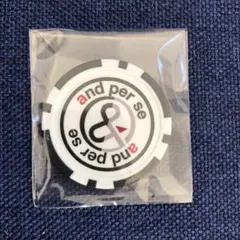 and per se
&
and per se